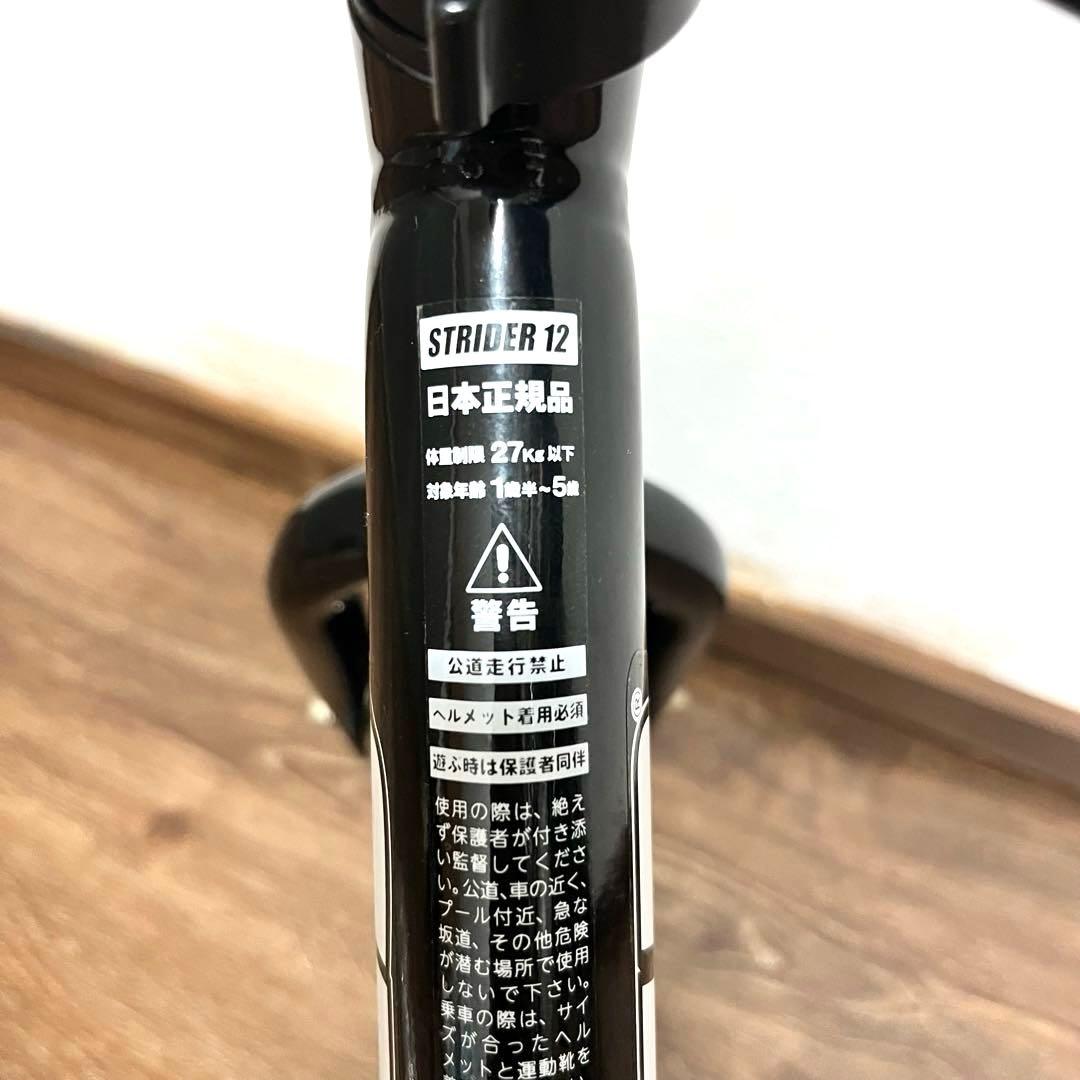 STRIDER 12
日本正規品
体重制限 27Kg 以下
対象年齢 1歳半~5歳
警告
公道走行禁止
ヘルメット着用必須
遊ぶ時は保護者同伴
使用の際は、絶え
ず保護者が付き添
い監督してくださ
い。公道、車の近く、
プール付近、急な
坂道、その他危険
が潜む場所で使用
しないで下さい。
乗車の際は、サイ
ズが合ったヘル
メットと運動靴を